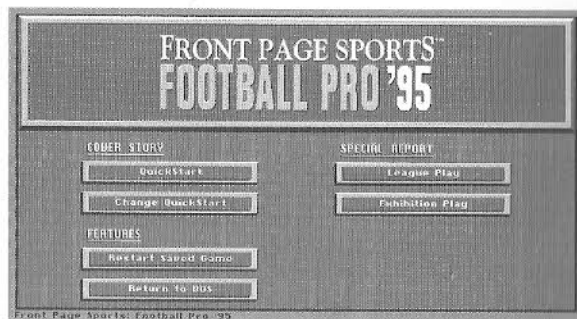 FRONT PAGE SPORTS™
FOOTBALL PRO '95
COVER STORY
QuickStart
Change QuickStart
FEATURES
Restart Saved Game
Return to DOS
SPECIAL REPORT
League Play
Exhibition Play
Front Page Sports: Football Pro '95